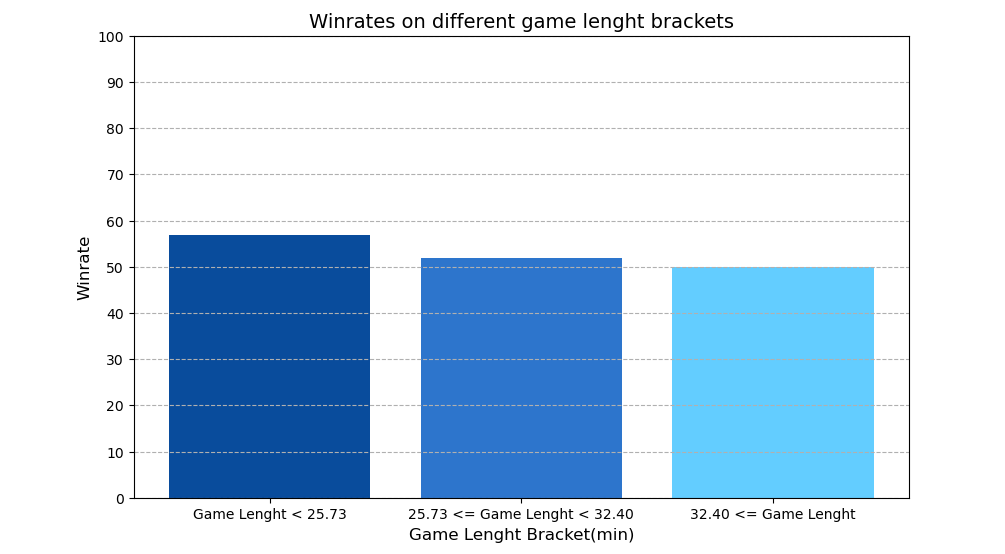 Winrates on different game lenght brackets
100
90
80
70
60
50
40
30
20
10
0
Winrate
Game Lenght < 25.73
25.73 <= Game Lenght < 32.40
32.40 <= Game Lenght
Game Lenght Bracket(min)